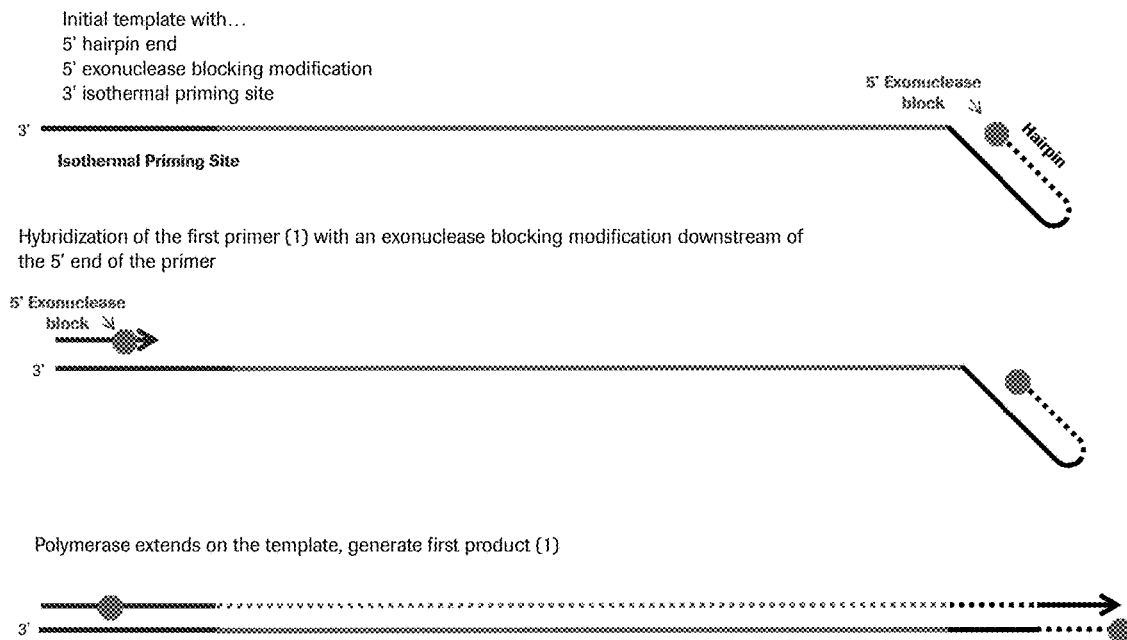 Initial template with...
5' hairpin end
5' exonuclease blocking modification
3' isothermal priming site
5' Exonuclease
block
Hairpin
3'
Isothermal Priming Site
Hybridization of the first primer (1) with an exonuclease blocking modification downstream of
the 5' end of the primer
5' Exonuclease
block
3'
Polymerase extends on the template, generate first product (1)
3'